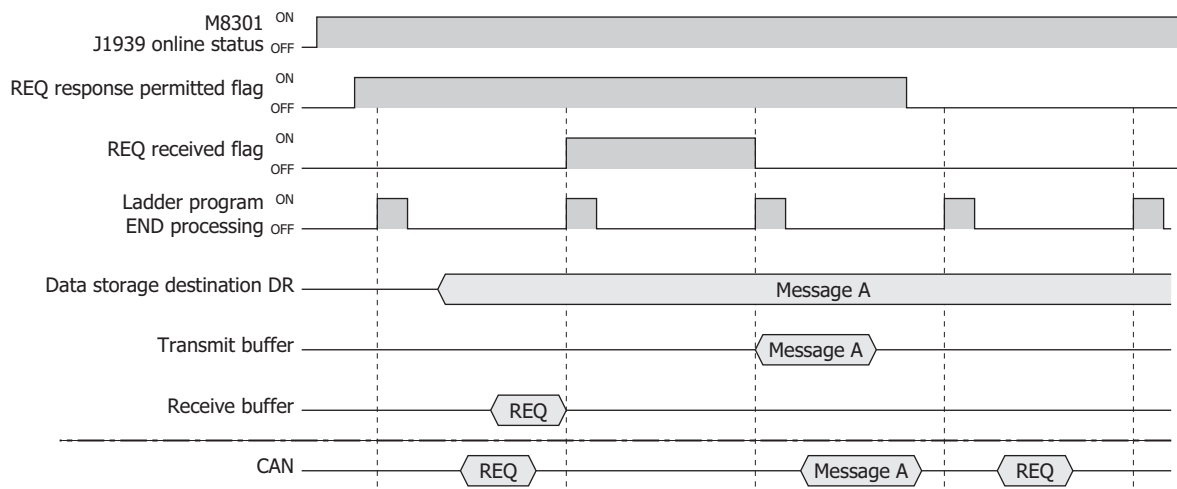 M8301 ON
J1939 online status OFF
REQ response permitted flag ON
OFF
REQ received flag ON
OFF
Ladder program ON
END processing OFF
Data storage destination DR Message A
Transmit buffer Message A
Receive buffer REQ
CAN REQ Message A REQ